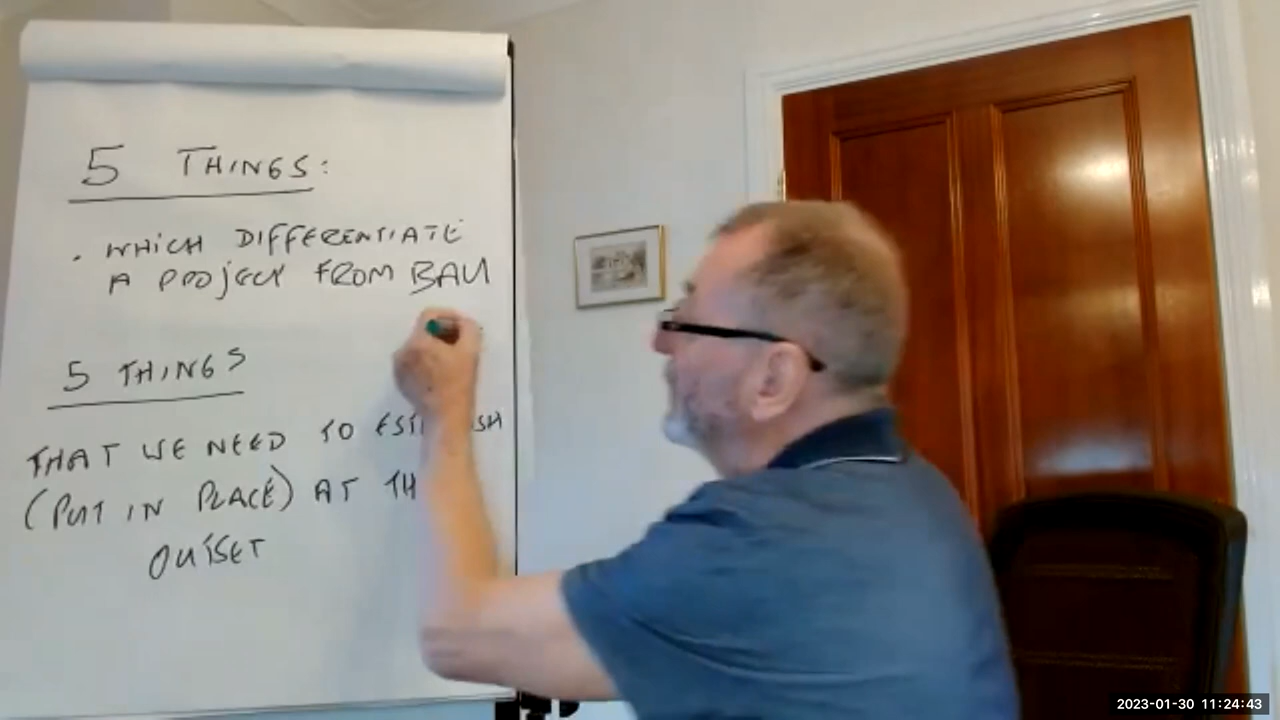 5 THINGS:
. WHICH DIFFERENTIATE
A PROJECT FROM BAU
5 THINGS
THAT WE NEED TO
(PUT IN PLACE) AT
OUTSET
2023-01-30 11:24:43